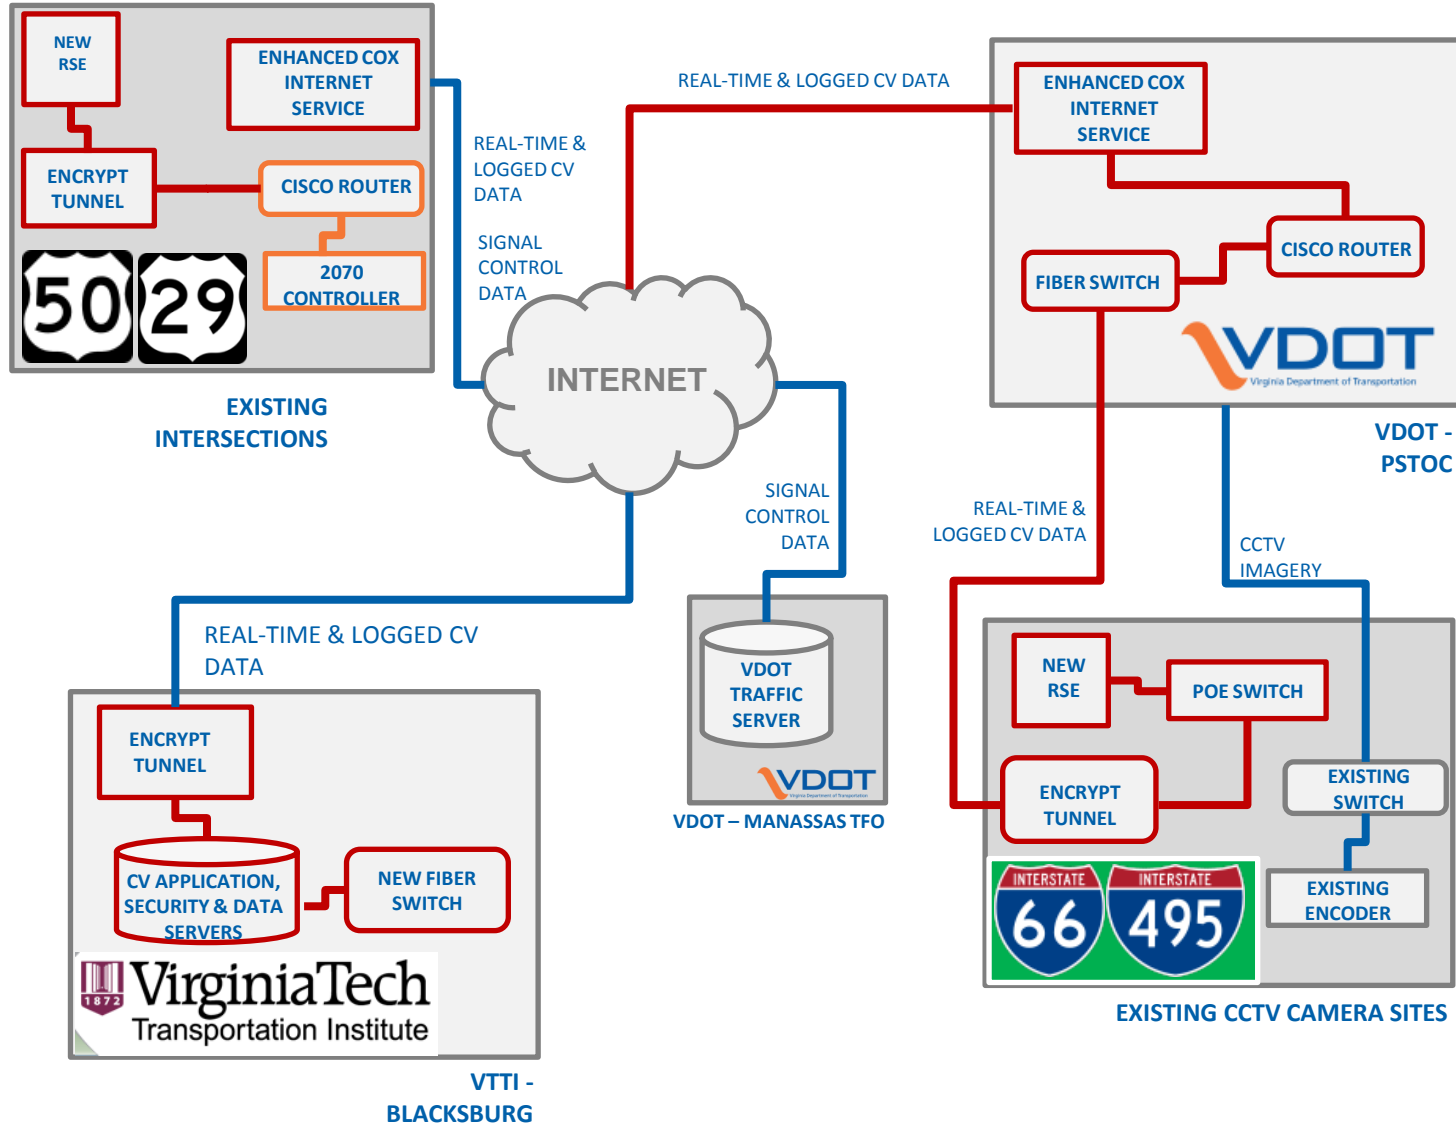 NEW
RSE
ENHANCED COX
INTERNET
SERVICE
ENCRYPT
TUNNEL
CISCO ROUTER
2070
CONTROLLER
50
29
EXISTING
INTERSECTIONS
REAL-TIME &
LOGGED CV
DATA
SIGNAL
CONTROL
DATA
INTERNET
REAL-TIME & LOGGED CV DATA
ENHANCED COX
INTERNET
SERVICE
CISCO ROUTER
FIBER SWITCH
VDOT
Virginia Department of Transportation
VDOT -
PSTOC
SIGNAL
CONTROL
DATA
REAL-TIME &
LOGGED CV DATA
CCTV
IMAGERY
REAL-TIME & LOGGED CV
DATA
VDOT
TRAFFIC
SERVER
VDOT
Virginia Department of Transportation
VDOT – MANASSAS TFO
NEW
RSE
POE SWITCH
ENCRYPT
TUNNEL
EXISTING
SWITCH
EXISTING
ENCODER
INTERSTATE
66
INTERSTATE
495
EXISTING CCTV CAMERA SITES
ENCRYPT
TUNNEL
CV APPLICATION,
SECURITY & DATA
SERVERS
NEW FIBER
SWITCH
1872
VirginiaTech
Transportation Institute
VTTI -
BLACKSBURG